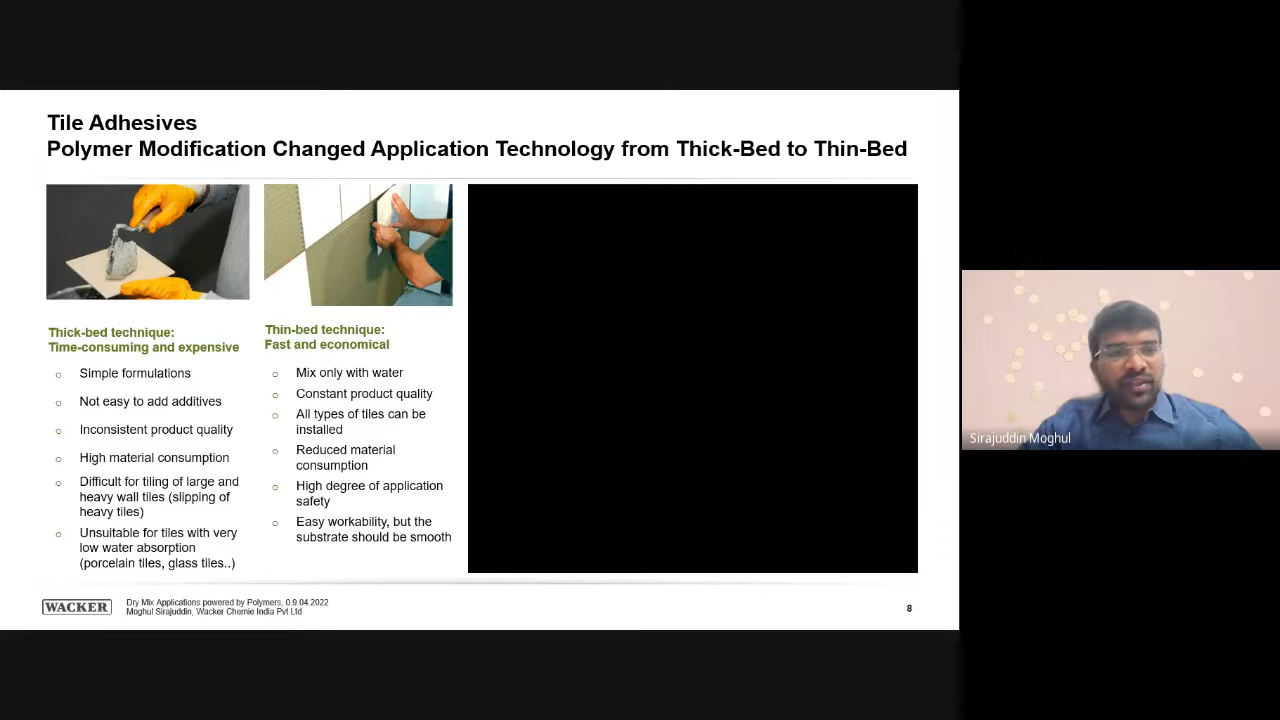 Tile Adhesives
Polymer Modification Changed Application Technology from Thick-Bed to Thin-Bed
Thick-bed technique:
Time-consuming and expensive
Simple formulations
Not easy to add additives
Inconsistent product quality
High material consumption
Difficult for tiling of large and
heavy wall tiles (slipping of
heavy tiles)
Unsuitable for tiles with very
low water absorption
(porcelain tiles, glass tiles..)
Thin-bed technique:
Fast and economical
Mix only with water
Constant product quality
All types of tiles can be
installed
Reduced material
consumption
High degree of application
safety
Easy workability, but the
substrate should be smooth
WACKER
Dry Mix Applications powered by Polymers, 0.9.04.2022
Moghul Sirajuddin, Wacker Chemie India Pvt Ltd
8
Sirajuddin Moghul